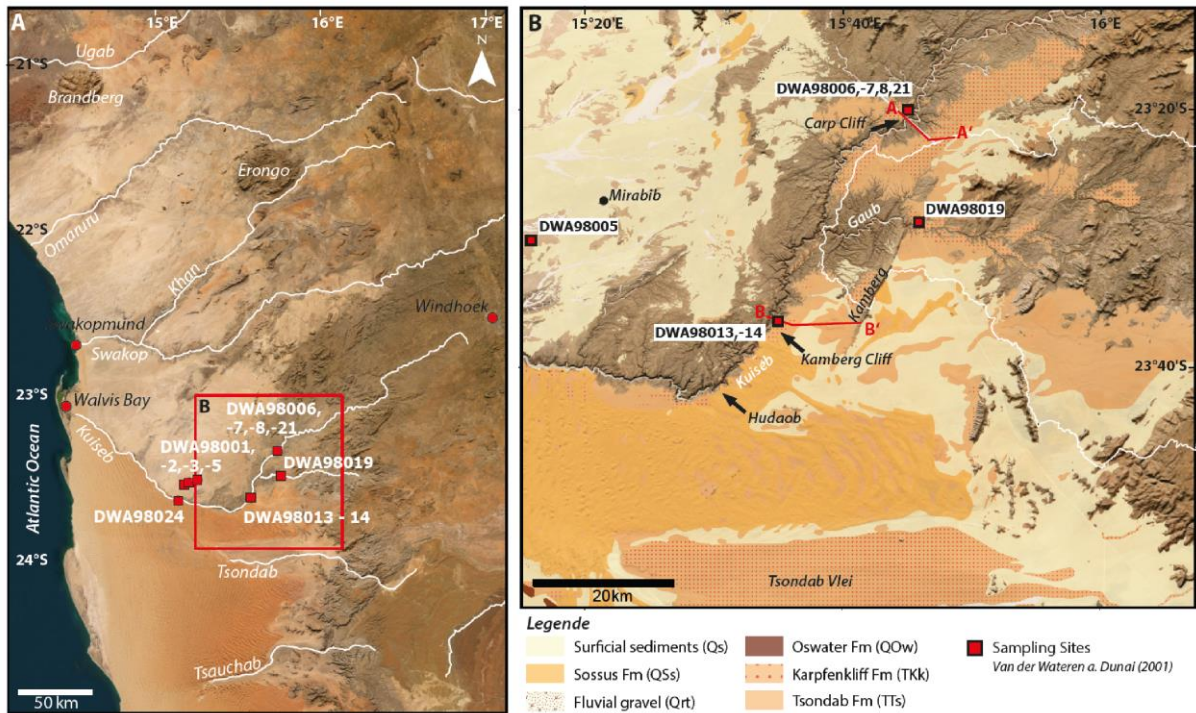 A
15°E
16°E
17°E
N
Ugab
21°S
Brandberg
Erongo
22°S
Omaruru
Khan
Windhoek
akopmund
Swakop
23°S
Walvis Bay
B
DWA98006,
-7,-8,-21
Kuiseb
DWA98001,
-2,-3,-5
DWA98019
Atlantic Ocean
DWA98024
DWA98013 - 14
24°S
Tsondab
Tsauchab
50 km
B
15°20'E
15°40'E
16°E
DWA98006,-7,8,21
A
23°20'S
Carp Cliff
A'
Mirabib
DWA98019
Gaub
DWA98005
Kamberg
B
B'
DWA98013,-14
Kamberg Cliff
Kuiseb
23°40'S
Hudaob
Tsondab Vlei
20km
Legende
Surficial sediments (Qs)
Oswater Fm (QOw)
Sampling Sites
Van der Wateren a. Dunai (2001)
Sossus Fm (QSs)
Karpfenkliff Fm (TKk)
Fluvial gravel (Qrt)
Tsondab Fm (TTs)